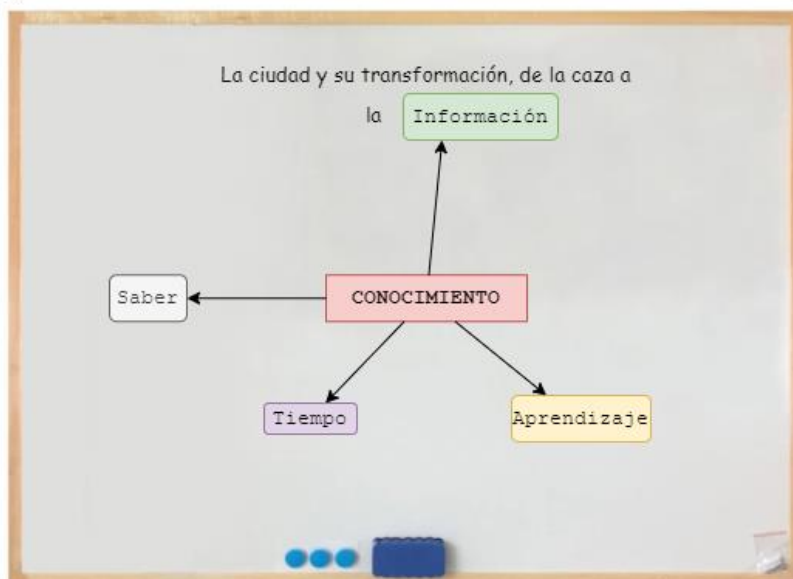 La ciudad y su transformación, de la caza a
la Información
Saber
CONOCIMIENTO
Tiempo
Aprendizaje